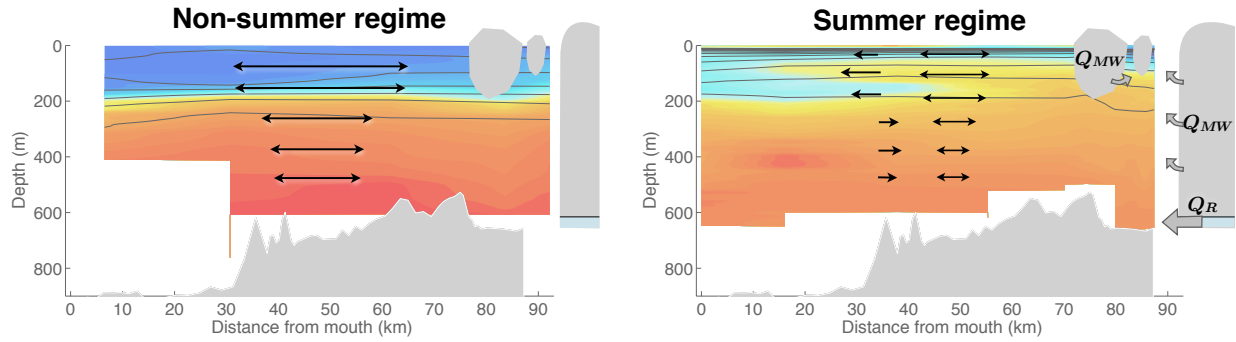 Non-summer regime
0
200
400
600
800
Depth (m)
0 10 20 30 40 50 60 70 80 90
Distance from mouth (km)
Summer regime
0
200
400
600
800
Depth (m)
0 10 20 30 40 50 60 70 80 90
Distance from mouth (km)
Q_MW
Q_MW
Q_R